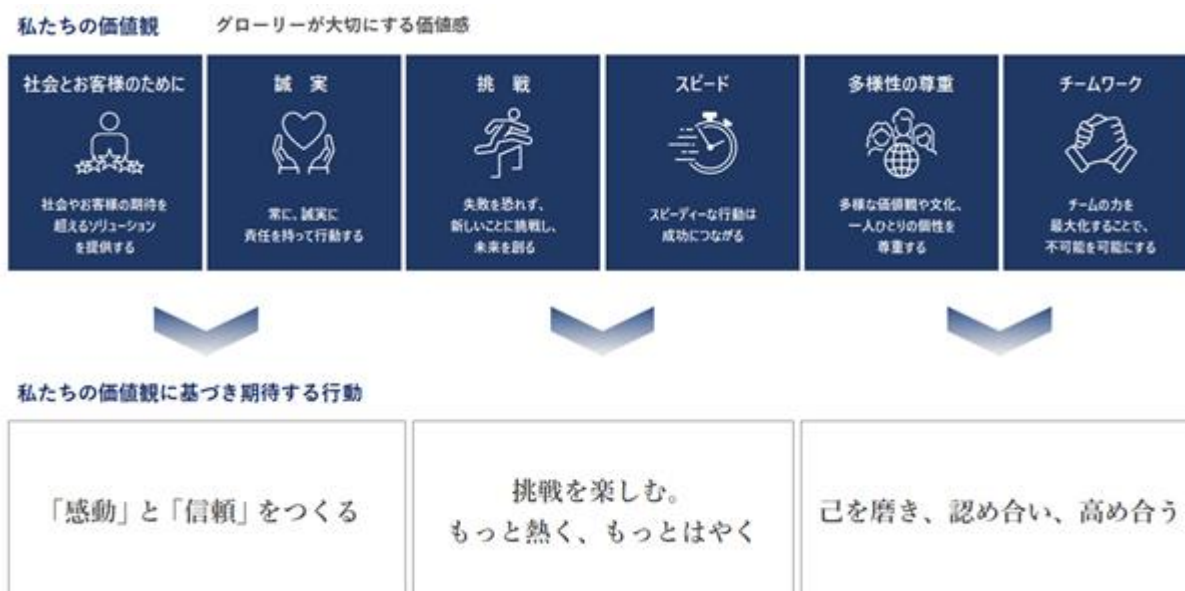 私たちの価値観
グローリーが大切にする価値感
社会とお客様のために
社会やお客様の期待を
超えるソリューション
を提供する
誠 実
常に、誠実に
責任を持って行動する
挑 戦
失敗を恐れず、
新しいことに挑戦し、
未来を創る
スピード
スピーディーな行動は
成功につながる
多様性の尊重
多様な価値観や文化、
一人ひとりの個性を
尊重する
チームワーク
チームの力を
最大化することで、
不可能を可能にする
私たちの価値観に基づき期待する行動
「感動」と「信頼」をつくる
挑戦を楽しむ。
もっと熱く、もっとはやく
己を磨き、認め合い、高め合う